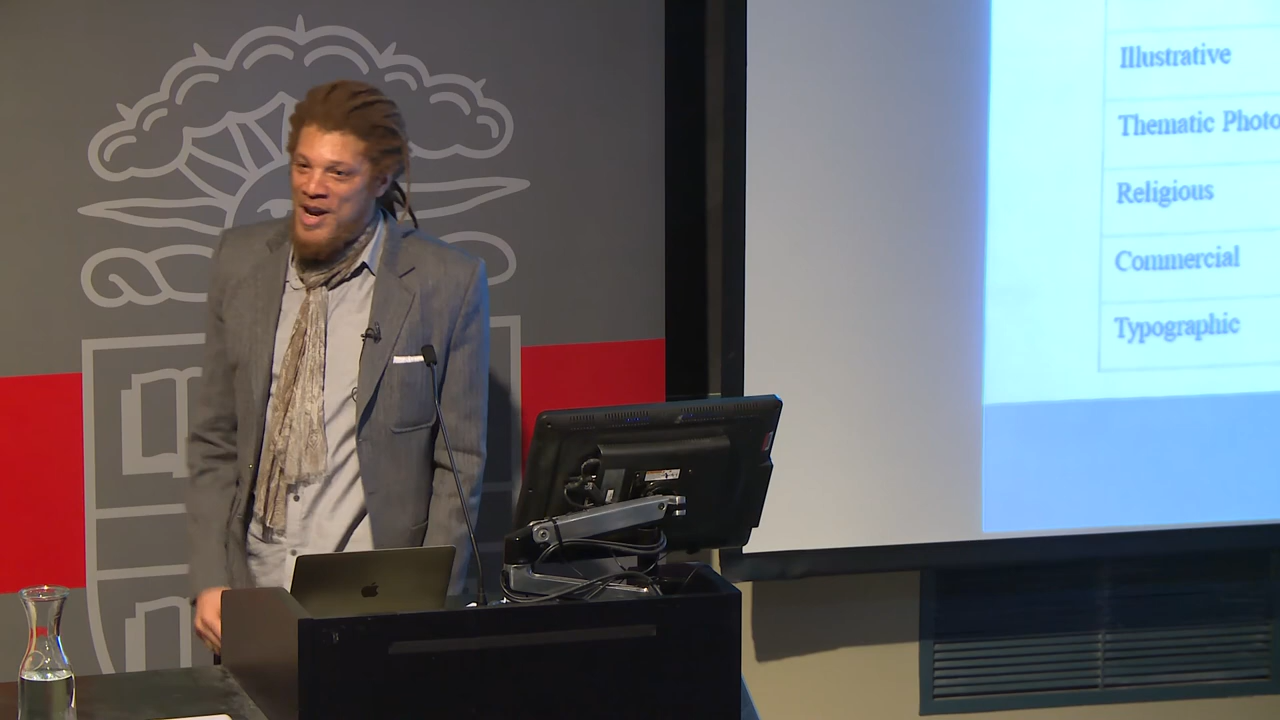 Illustrative
Thematic Photo
Religious
Commercial
Typographic